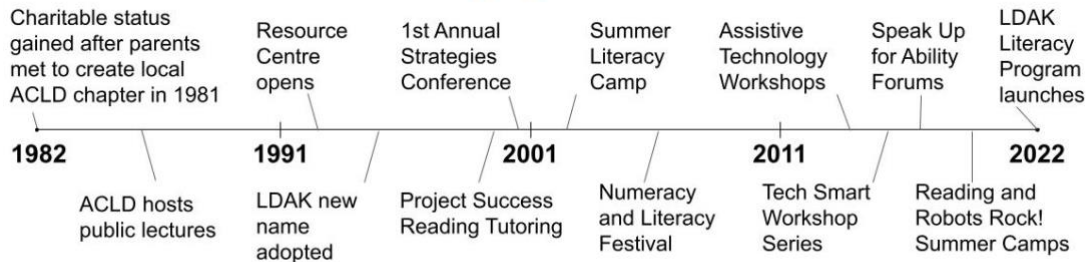 Charitable status
gained after parents
met to create local
ACLD chapter in 1981
Resource
Centre
opens
1st Annual
Strategies
Conference
Summer
Literacy
Camp
Assistive
Technology
Workshops
Speak Up
for Ability
Forums
LDAK
Literacy
Program
launches
1982
1991
2001
2011
2022
ACLD hosts
public lectures
LDAK new
name
adopted
Project Success
Reading Tutoring
Numeracy
and Literacy
Festival
Tech Smart
Workshop
Series
Reading and
Robots Rock!
Summer Camps